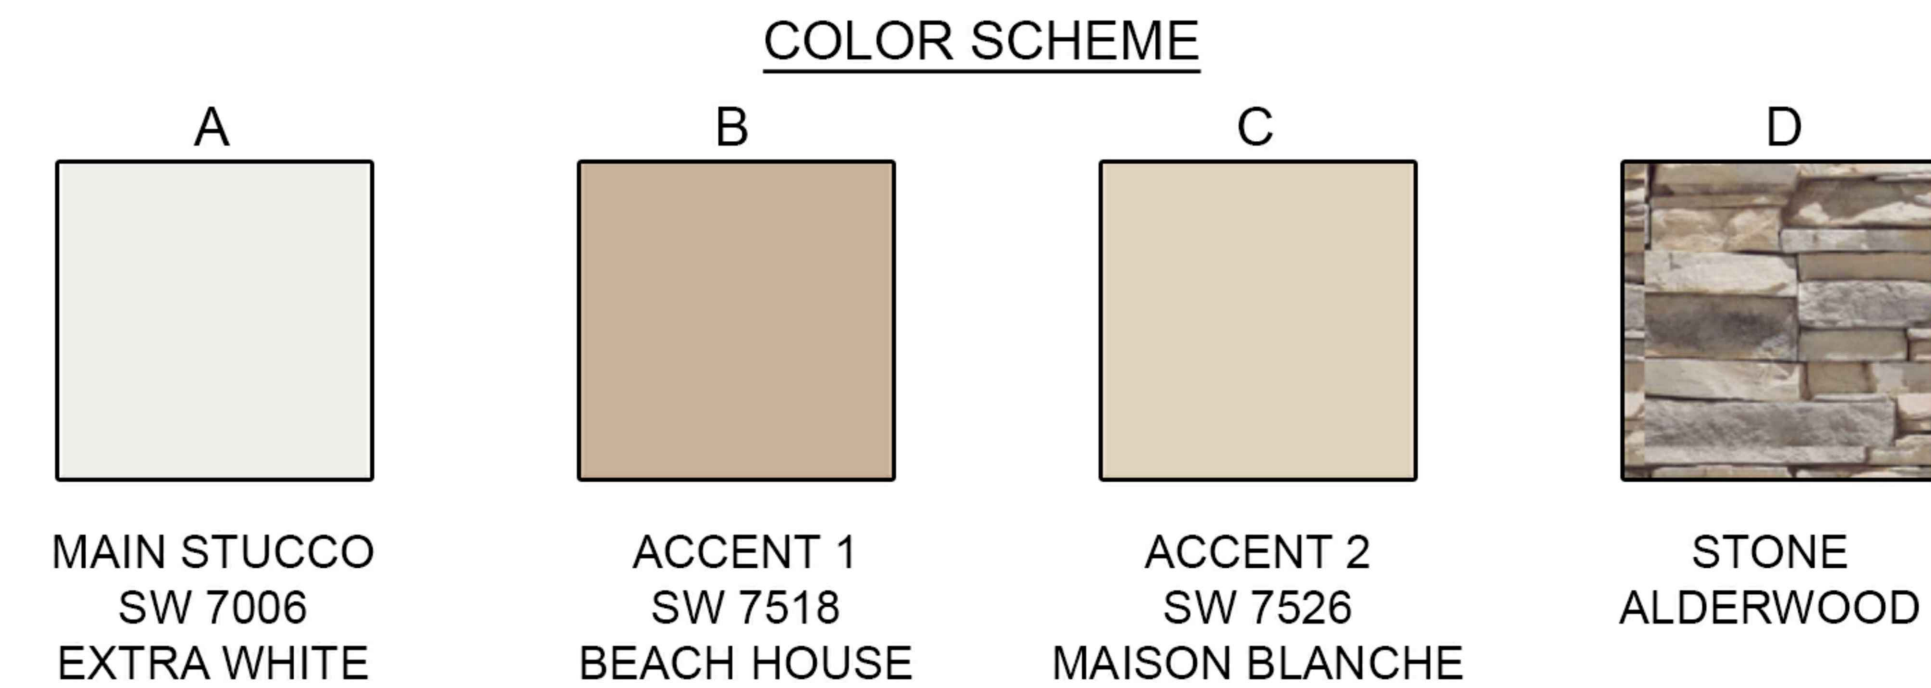 COLOR SCHEME
A
B
C
D
MAIN STUCCO
SW 7006
EXTRA WHITE
ACCENT 1
SW 7518
BEACH HOUSE
ACCENT 2
SW 7526
MAISON BLANCHE
STONE
ALDERWOOD